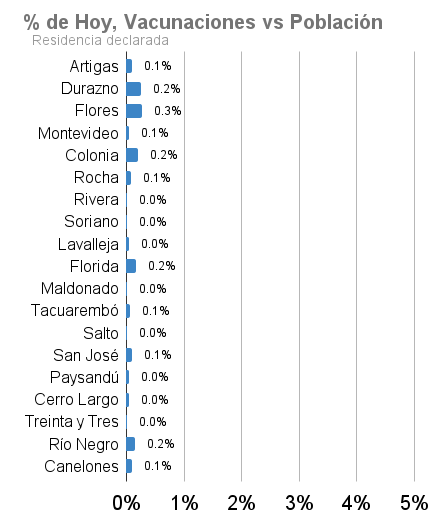 % de Hoy, Vacunaciones vs Población
Residencia declarada
Artigas 0.1%
Durazno 0.2%
Flores 0.3%
Montevideo 0.1%
Colonia 0.2%
Rocha 0.1%
Rivera 0.0%
Soriano 0.0%
Lavalleja 0.0%
Florida 0.2%
Maldonado 0.0%
Tacuarembó 0.1%
Salto 0.0%
San José 0.1%
Paysandú 0.0%
Cerro Largo 0.0%
Treinta y Tres 0.0%
Río Negro 0.2%
Canelones 0.1%
0% 1% 2% 3% 4% 5%